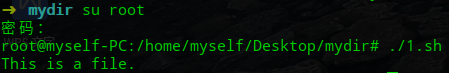 ➜ mydir su root
密码：
root@myself-PC:/home/myself/Desktop/mydir# ./1.sh
This is a file.